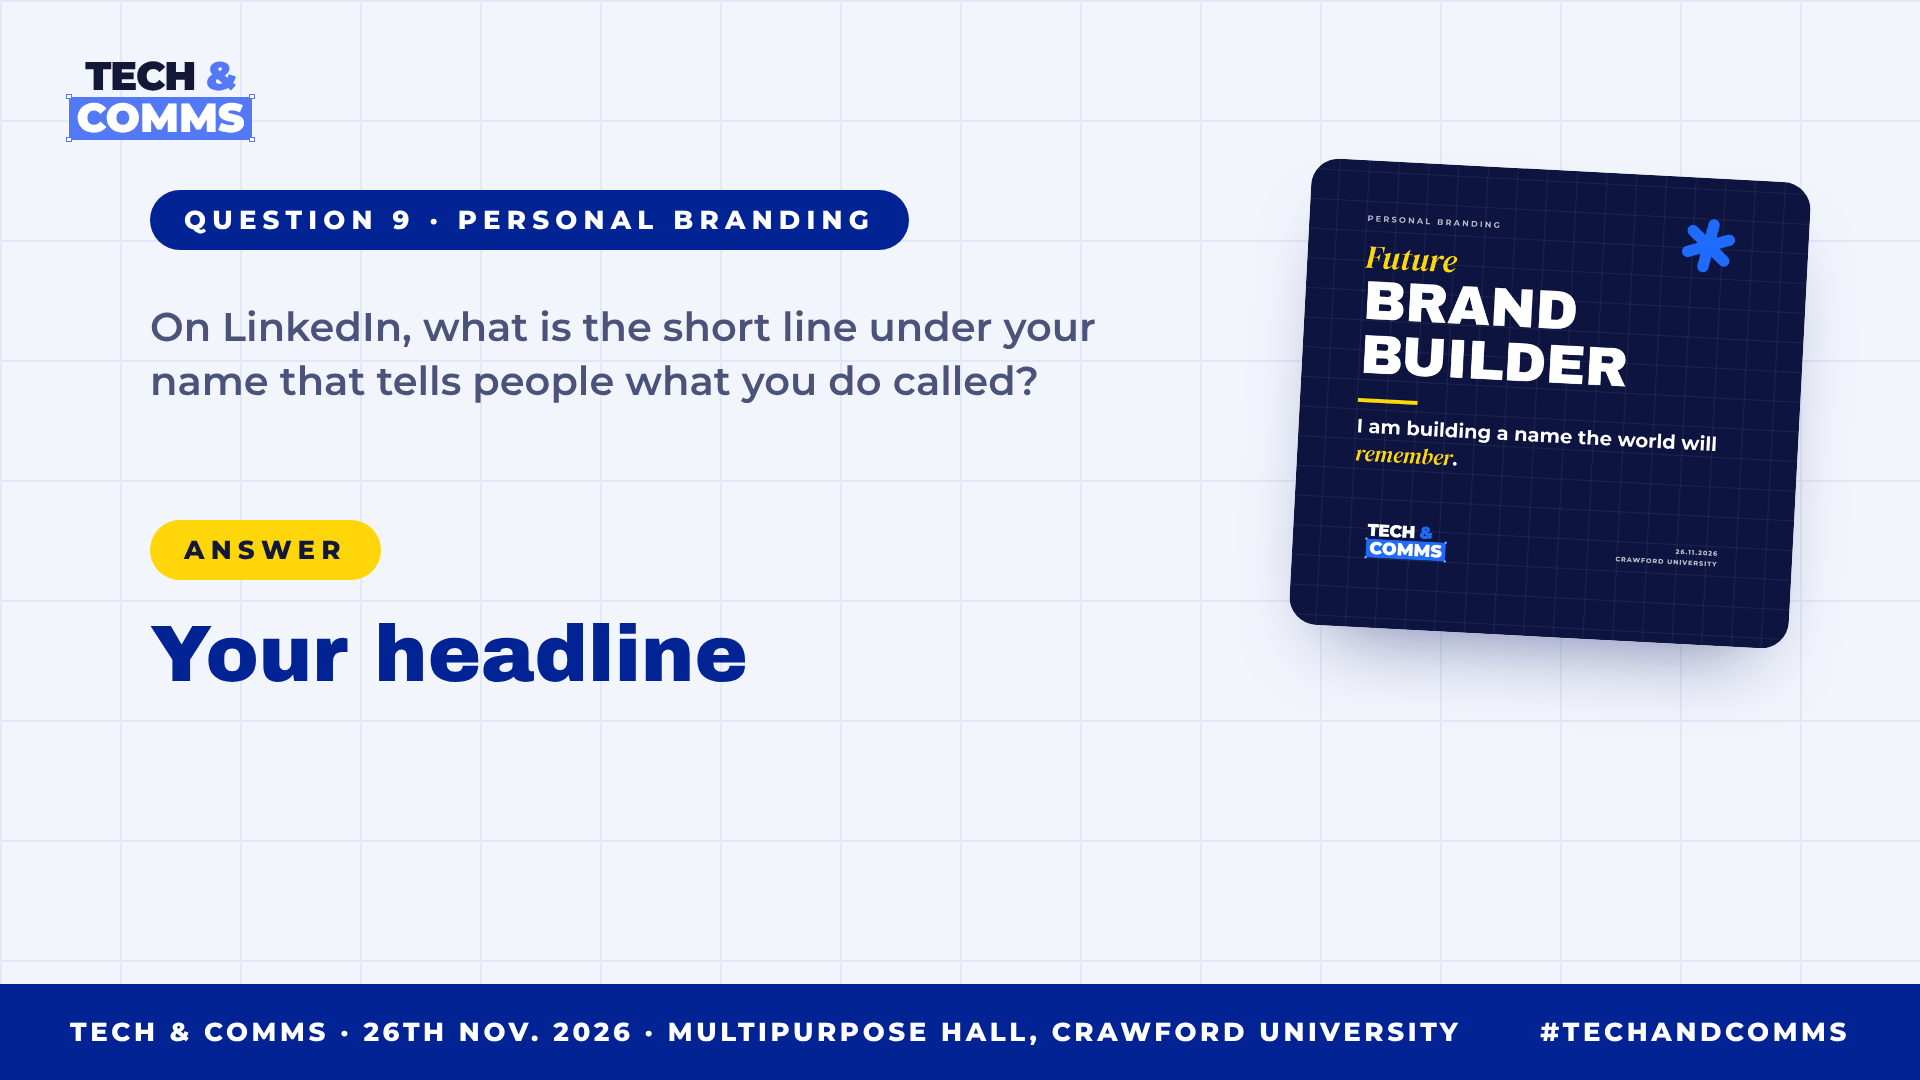 TECH &
COMMS
QUESTION 9 · PERSONAL BRANDING
On LinkedIn, what is the short line under your
name that tells people what you do called?
ANSWER
Your headline
PERSONAL BRANDING
Future
BRAND
BUILDER
I am building a name the world will
remember.
TECH &
COMMS
26.11.2026
CRAWFORD UNIVERSITY
TECH & COMMS · 26TH NOV. 2026 · MULTIPURPOSE HALL, CRAWFORD UNIVERSITY
#TECHANDCOMMS